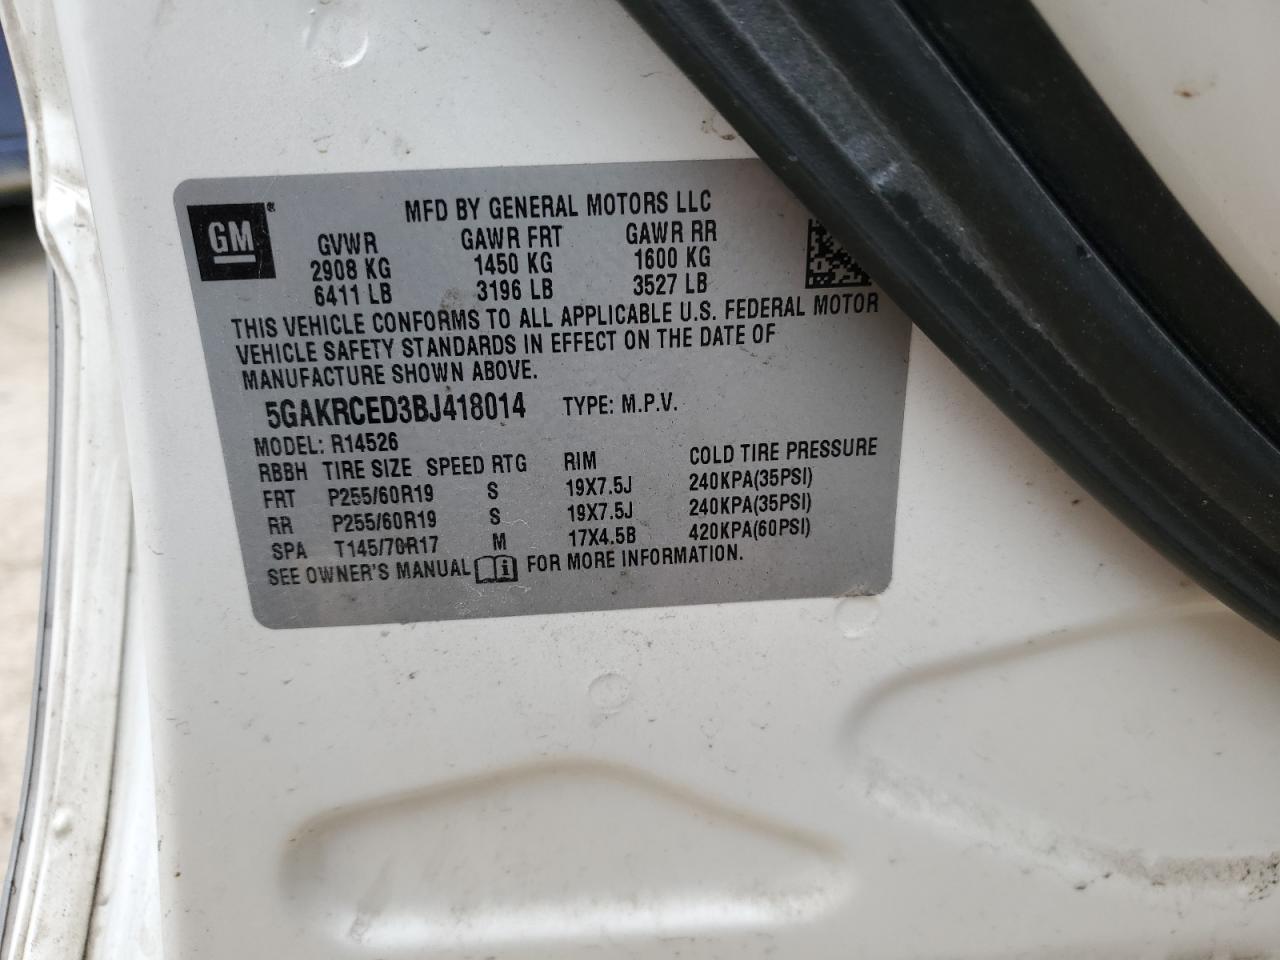 GM ®
MFD BY GENERAL MOTORS LLC
GVWR GAWR FRT GAWR RR
2908 KG 1450 KG 1600 KG
6411 LB 3196 LB 3527 LB
THIS VEHICLE CONFORMS TO ALL APPLICABLE U.S. FEDERAL MOTOR
VEHICLE SAFETY STANDARDS IN EFFECT ON THE DATE OF
MANUFACTURE SHOWN ABOVE.
5GAKRCED3BJ418014 TYPE: M.P.V.
MODEL: R14526
RBBH TIRE SIZE SPEED RTG RIM COLD TIRE PRESSURE
FRT P255/60R19 S 19X7.5J 240KPA(35PSI)
RR P255/60R19 S 19X7.5J 240KPA(35PSI)
SPA T145/70R17 M 17X4.5B 420KPA(60PSI)
SEE OWNER'S MANUAL i FOR MORE INFORMATION.